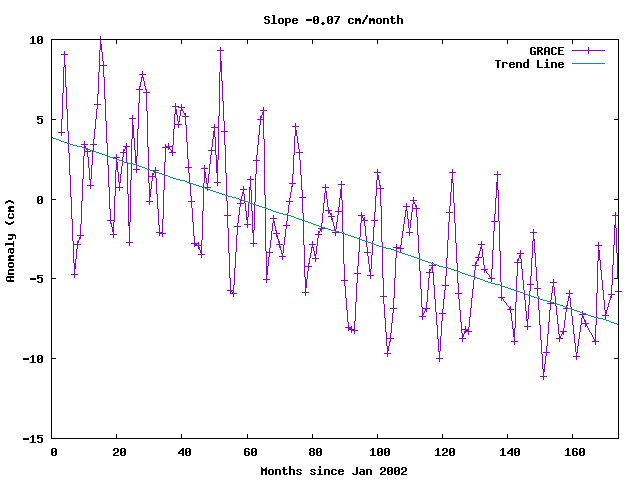 Slope -0.07 cm/month
GRACE
Trend Line
10
5
0
-5
-10
-15
Anomaly (cm)
0 20 40 60 80 100 120 140 160
Months since Jan 2002